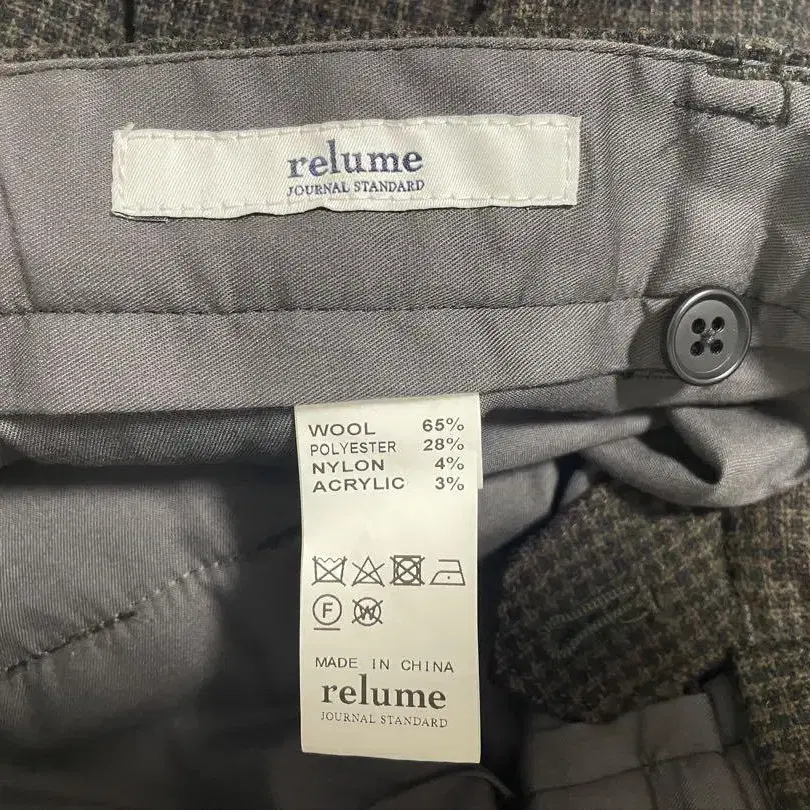 relume
JOURNAL STANDARD
WOOL 65%
POLYESTER 28%
NYLON 4%
ACRYLIC 3%
F W
MADE IN CHINA
relume
JOURNAL STANDARD